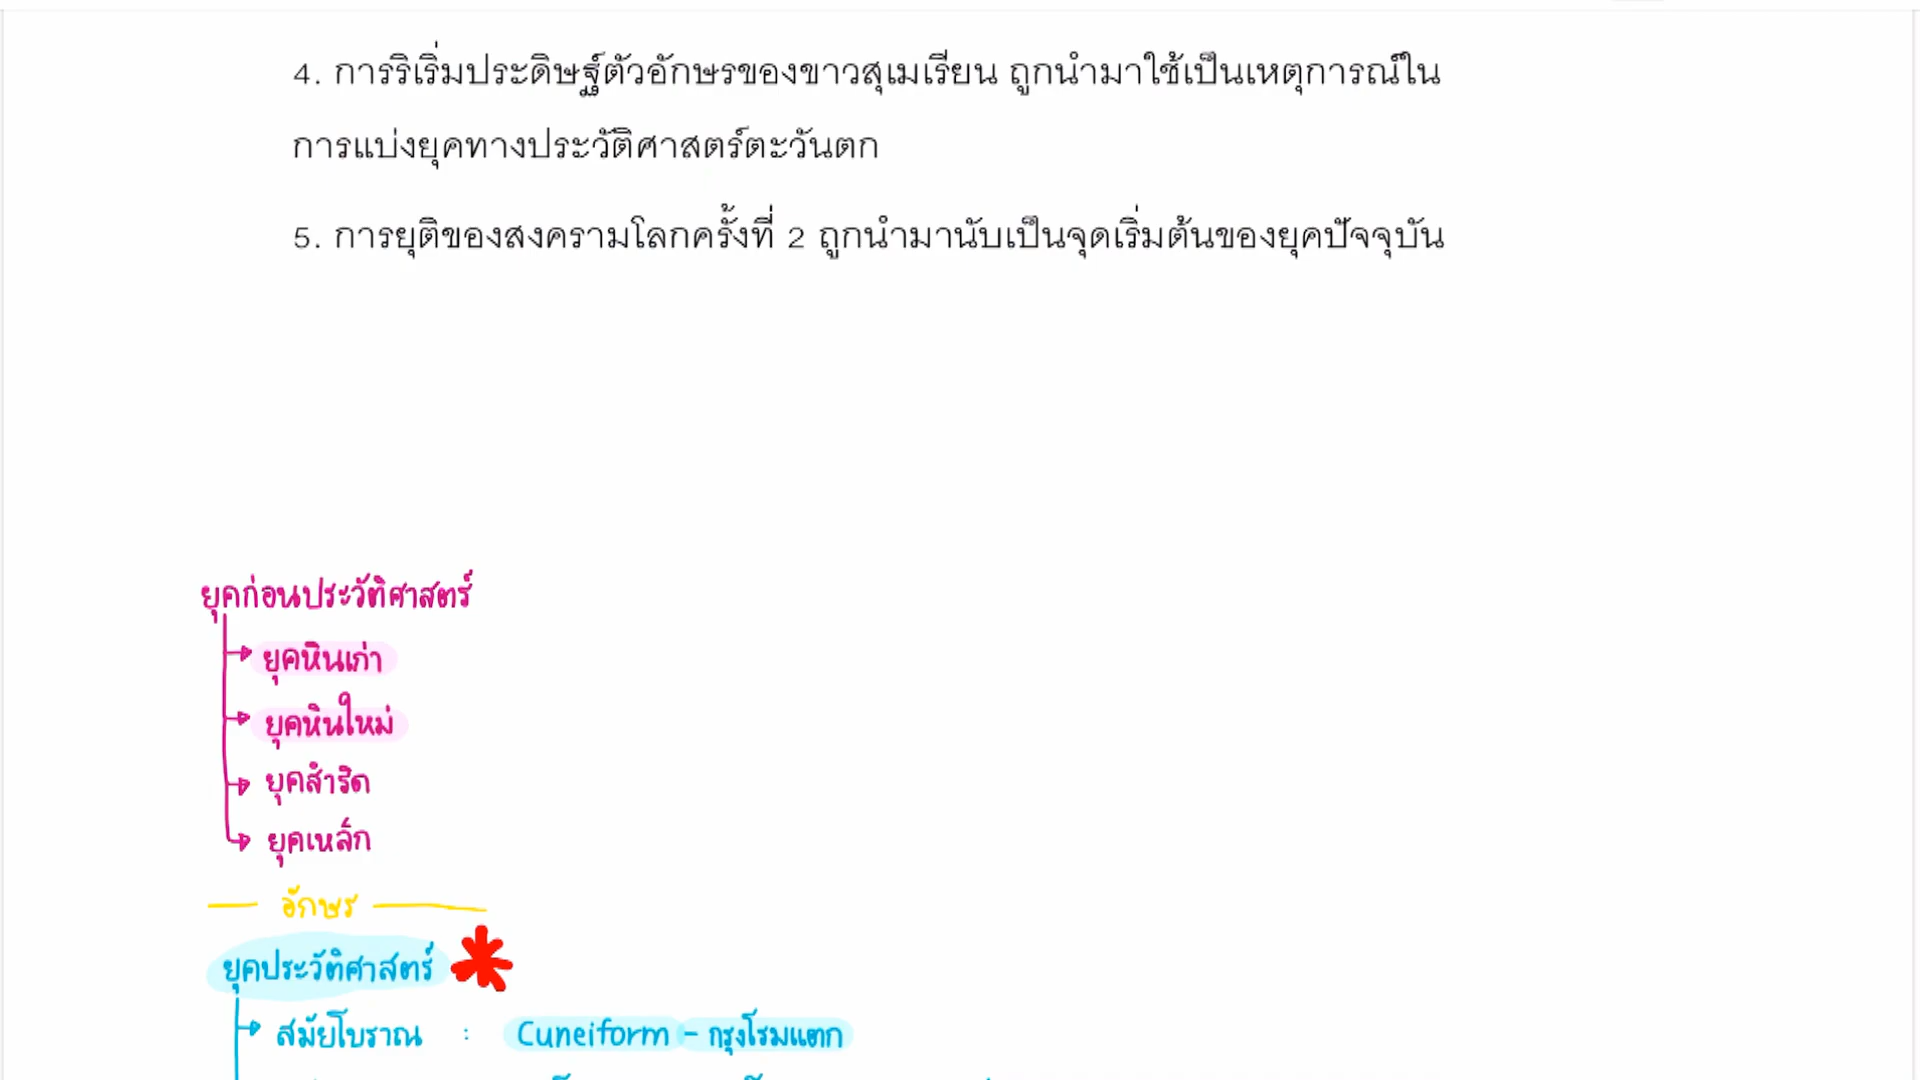 4. การริเริ่มประดิษฐ์ตัวอักษรของขาวสุเมเรียน ถูกนำมาใช้เป็นเหตุการณ์ใน
การแบ่งยุคทางประวัติศาสตร์ตะวันตก
5. การยุติของสงครามโลกครั้งที่ 2 ถูกนำมานับเป็นจุดเริ่มต้นของยุคปัจจุบัน
ยุคก่อนประวัติศาสตร์
ยุคหินเก่า
ยุคหินใหม่
ยุคสำริด
ยุคเหล็ก
อักษร
ยุคประวัติศาสตร์
สมัยโบราณ : Cuneiform - กรุงโรมแตก